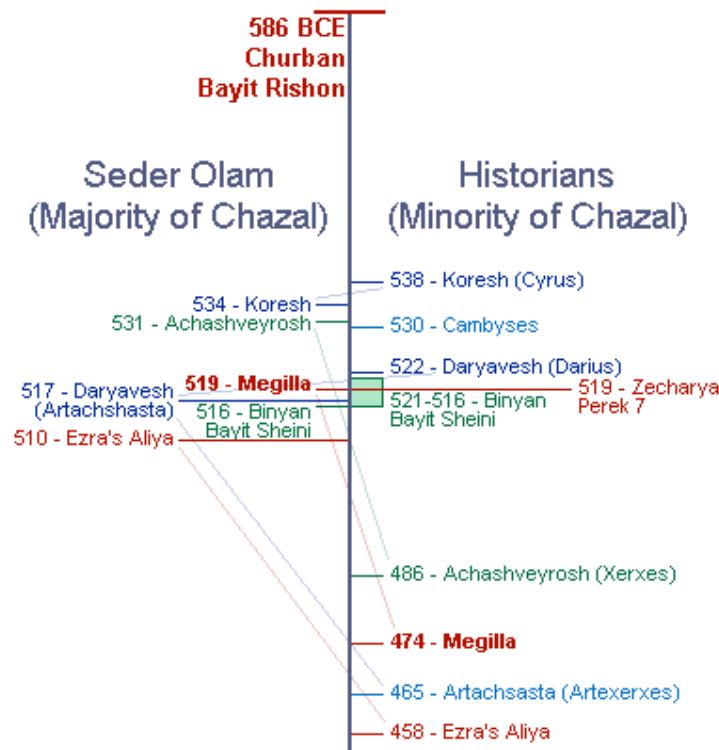 586 BCE
Churban
Bayit Rishon
Seder Olam
(Majority of Chazal)
Historians
(Minority of Chazal)
538 - Koresh (Cyrus)
534 - Koresh
531 - Achashveyrosh
530 - Cambyses
522 - Daryavesh (Darius)
517 - Daryavesh
(Artachshasta)
519 - Megilla
519 - Zecharya
Perek 7
521-516 - Binyan
Bayit Sheini
516 - Binyan
Bayit Sheini
510 - Ezra's Aliya
486 - Achashveyrosh (Xerxes)
474 - Megilla
465 - Artachsasta (Artexerxes)
458 - Ezra's Aliya